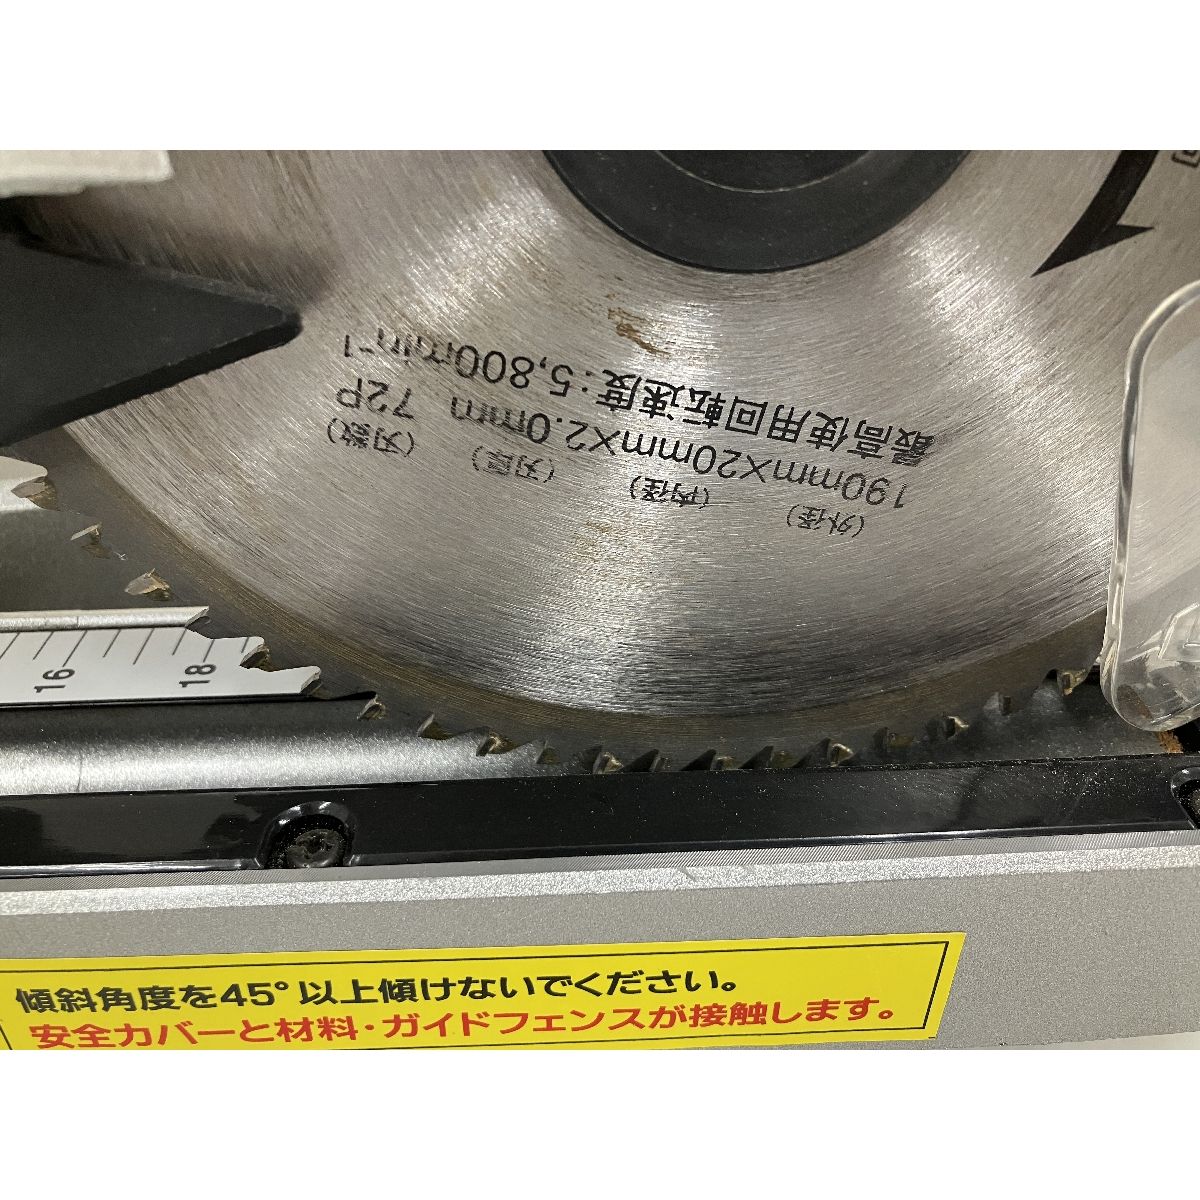 最高使用回転速度:5,800min⁻¹
190mm×20mm×2.0mm 72P
(外径) (内径) (刃厚) (刃数)
16 18
傾斜角度を45°以上傾けないでください。
安全カバーと材料・ガイドフェンスが接触します。